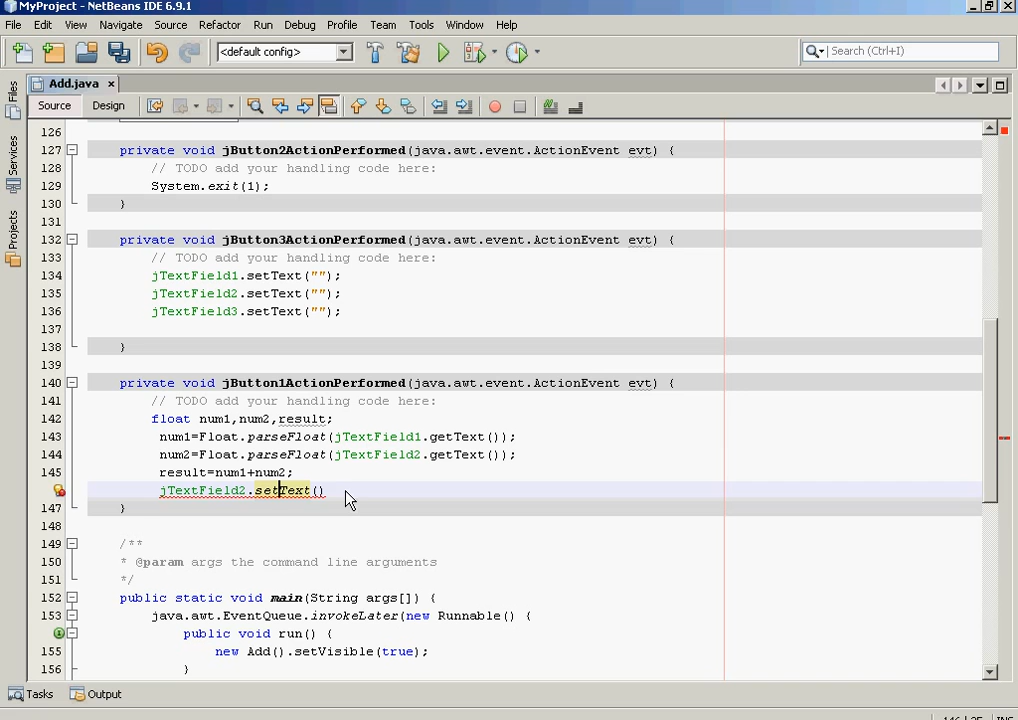 MyProject - NetBeans IDE 6.9.1
File Edit View Navigate Source Refactor Run Debug Profile Team Tools Window Help
<default config>
Search (Ctrl+I)
Files
Services
Projects
Add.java
Source Design
126
127 private void jButton2ActionPerformed(java.awt.event.ActionEvent evt) {
128 // TODO add your handling code here:
129 System.exit(1);
130 }
131
132 private void jButton3ActionPerformed(java.awt.event.ActionEvent evt) {
133 // TODO add your handling code here:
134 jTextField1.setText("");
135 jTextField2.setText("");
136 jTextField3.setText("");
137
138 }
139
140 private void jButton1ActionPerformed(java.awt.event.ActionEvent evt) {
141 // TODO add your handling code here:
142 float num1,num2,result;
143 num1=Float.parseFloat(jTextField1.getText());
144 num2=Float.parseFloat(jTextField2.getText());
145 result=num1+num2;
jTextField2.setText()
147 }
148
149 /**
150 * @param args the command line arguments
151 */
152 public static void main(String args[]) {
153 java.awt.EventQueue.invokeLater(new Runnable() {
public void run() {
155 new Add().setVisible(true);
156 }
Tasks Output